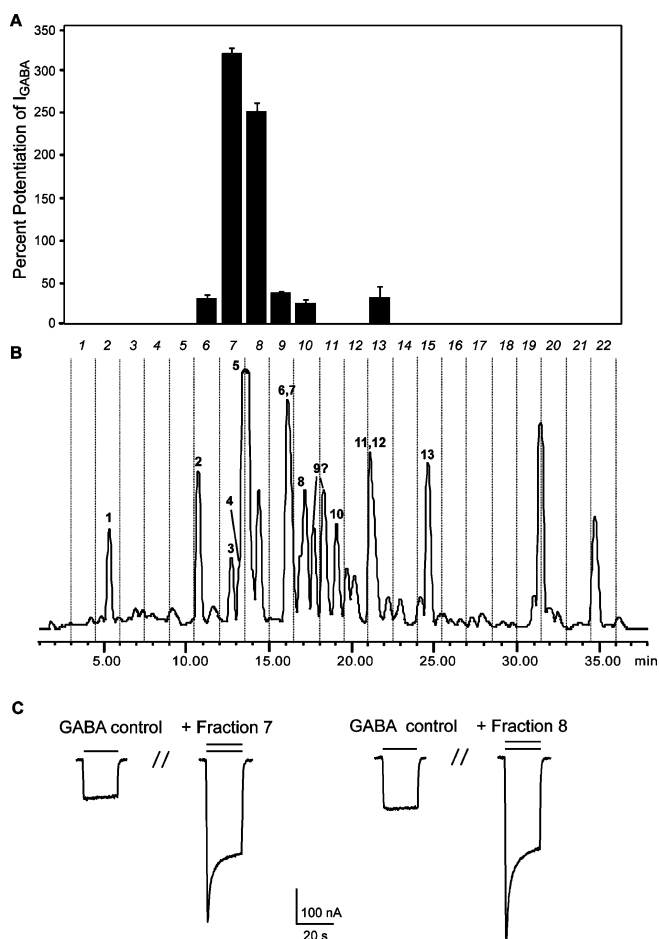 A
Percent Potentiation of IGABA
350
300
250
200
150
100
50
0
1 2 3 4 5 6 7 8 9 10 11 12 13 14 15 16 17 18 19 20 21 22
B
1
2
3
4
5
6,7
8
9?
10
11,12
13
5.00 10.00 15.00 20.00 25.00 30.00 35.00 min
C
GABA control + Fraction 7
//
GABA control + Fraction 8
//
100 nA
20 s